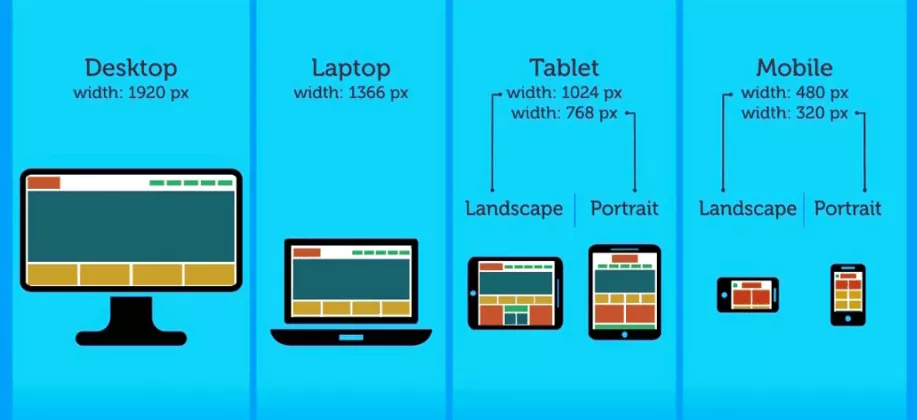 Desktop
width: 1920 px
Laptop
width: 1366 px
Tablet
width: 1024 px
width: 768 px
Landscape
Portrait
Mobile
width: 480 px
width: 320 px
Landscape
Portrait